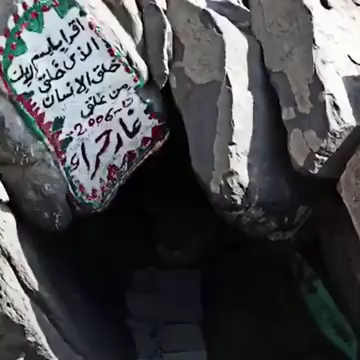 اقرا باسم ربك
الذي خلق
خلق الانسان
من علق
2006
غار حراء